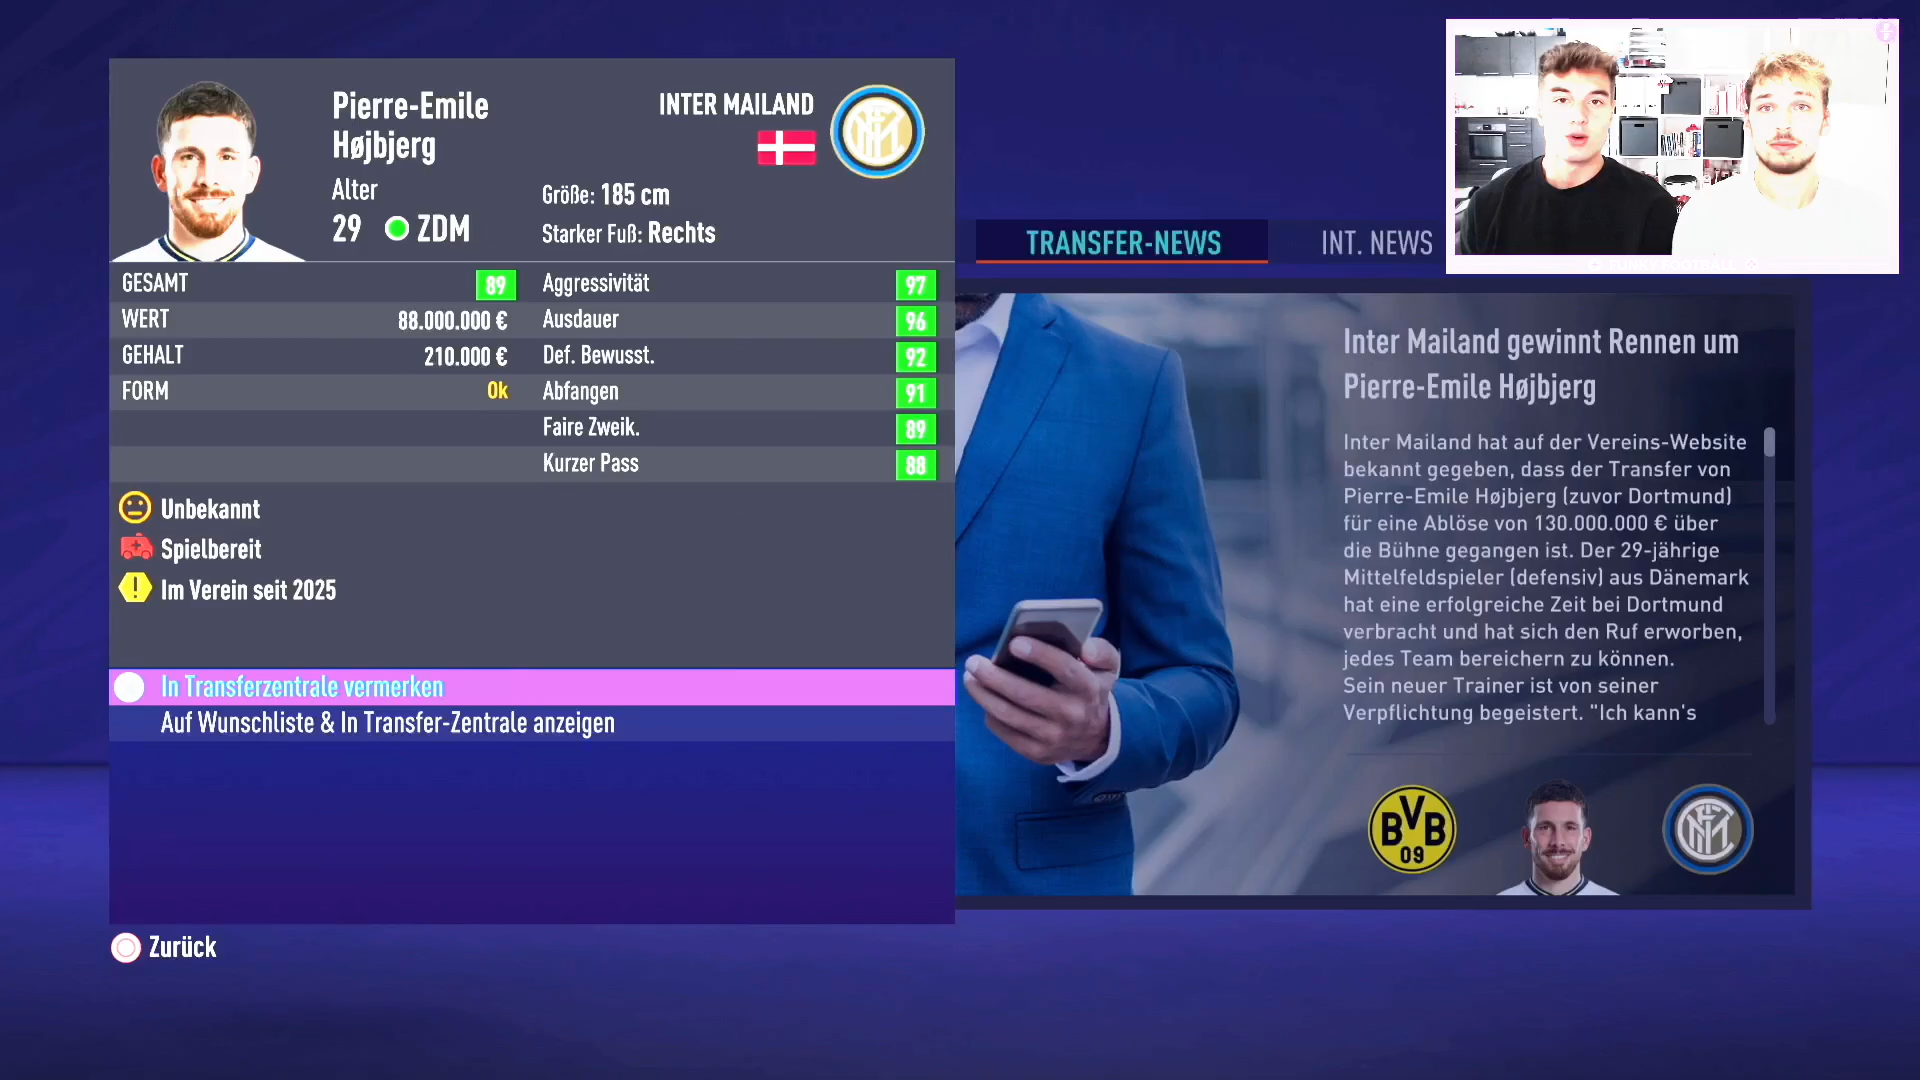 Pierre-Emile
Højbjerg
INTER MAILAND
Alter
29 ZDM
Größe: 185 cm
Starker Fuß: Rechts
GESAMT 89
WERT 88.000.000 €
GEHALT 210.000 €
FORM Ok
Aggressivität 97
Ausdauer 96
Def. Bewusst. 92
Abfangen 91
Faire Zweik. 89
Kurzer Pass 88
Unbekannt
Spielbereit
Im Verein seit 2025
In Transferzentrale vermerken
Auf Wunschliste & In Transfer-Zentrale anzeigen
Zurück
TRANSFER-NEWS
INT. NEWS
Inter Mailand gewinnt Rennen um
Pierre-Emile Højbjerg
Inter Mailand hat auf der Vereins-Website
bekannt gegeben, dass der Transfer von
Pierre-Emile Højbjerg (zuvor Dortmund)
für eine Ablöse von 130.000.000 € über
die Bühne gegangen ist. Der 29-jährige
Mittelfeldspieler (defensiv) aus Dänemark
hat eine erfolgreiche Zeit bei Dortmund
verbracht und hat sich den Ruf erworben,
jedes Team bereichern zu können.
Sein neuer Trainer ist von seiner
Verpflichtung begeistert. "Ich kann's
BVB
09